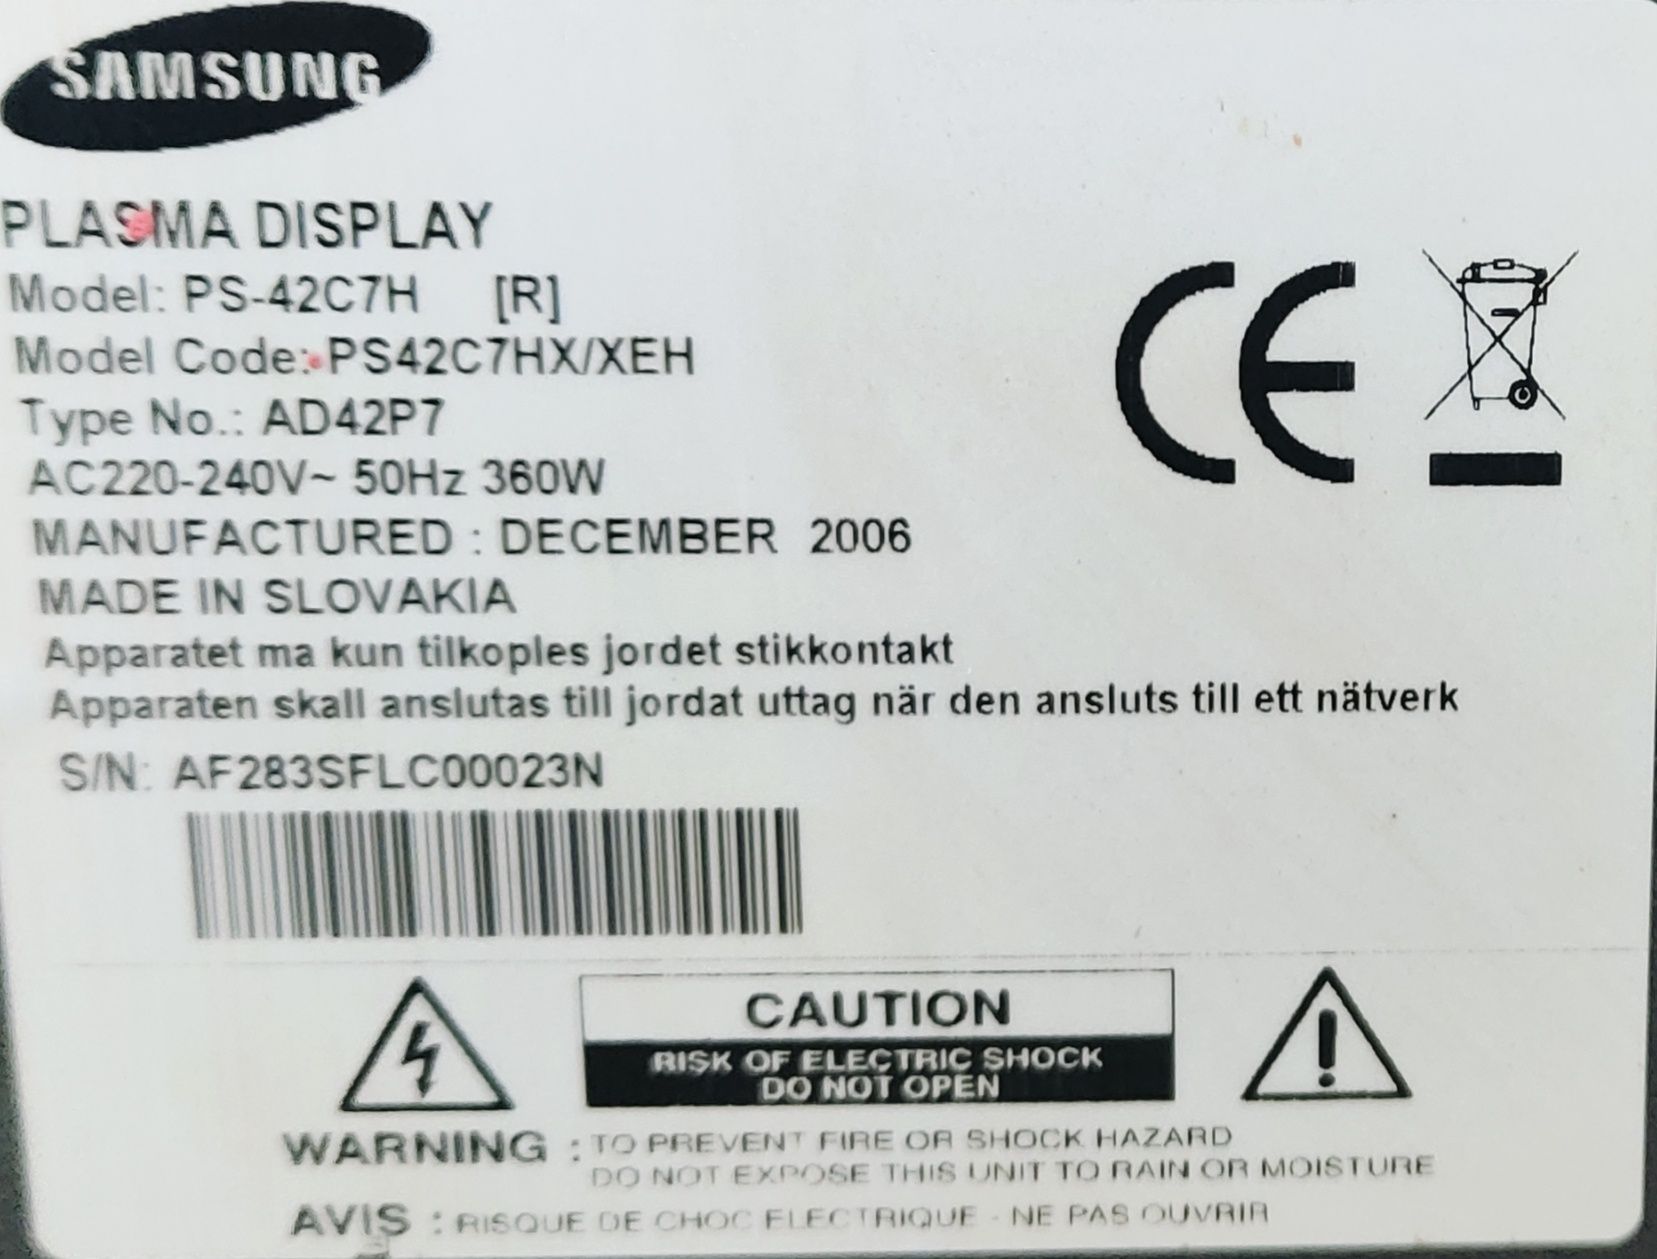 SAMSUNG
PLASMA DISPLAY
Model: PS-42C7H [R]
Model Code: PS42C7HX/XEH
Type No.: AD42P7
AC220-240V~ 50Hz 360W
MANUFACTURED : DECEMBER 2006
MADE IN SLOVAKIA
Apparatet ma kun tilkoples jordet stikkontakt
Apparaten skall anslutas till jordat uttag när den ansluts till ett nätverk
S/N: AF283SFLC00023N
CE
CAUTION
RISK OF ELECTRIC SHOCK
DO NOT OPEN
WARNING : TO PREVENT FIRE OR SHOCK HAZARD
DO NOT EXPOSE THIS UNIT TO RAIN OR MOISTURE
AVIS : RISQUE DE CHOC ELECTRIQUE - NE PAS OUVRIR